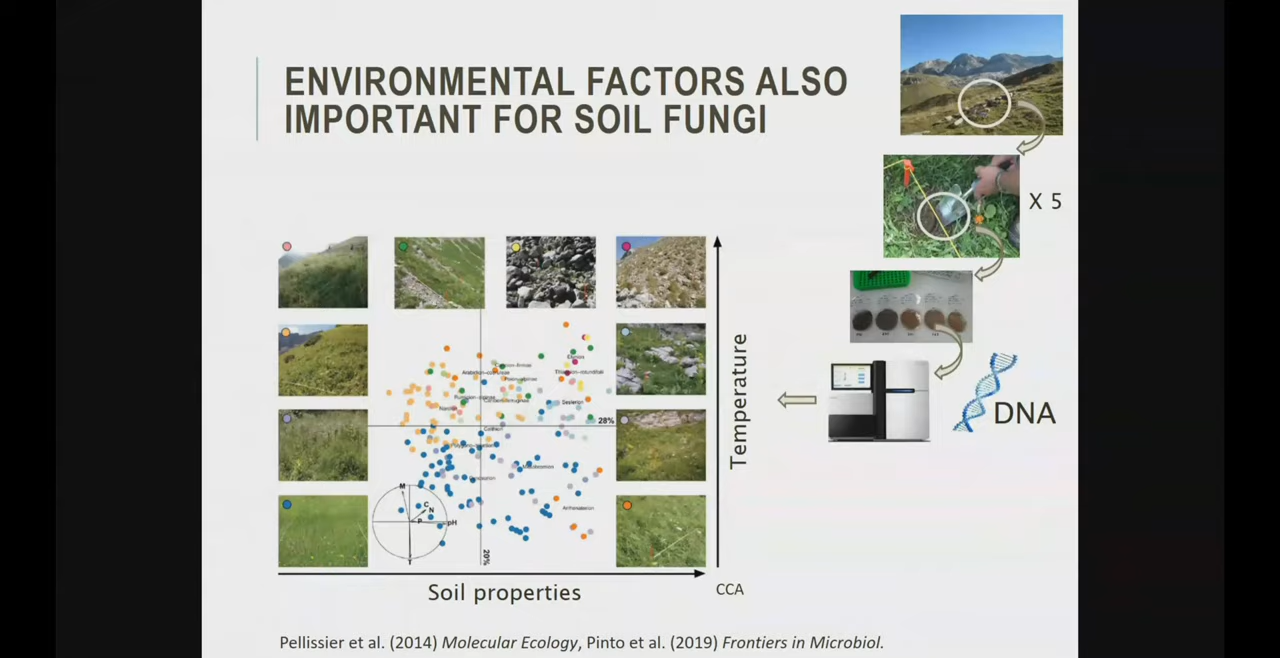 ENVIRONMENTAL FACTORS ALSO
IMPORTANT FOR SOIL FUNGI
X 5
DNA
Temperature
28%
20%
M
C
N
P
pH
T
Soil properties
CCA
Pellissier et al. (2014) Molecular Ecology, Pinto et al. (2019) Frontiers in Microbiol.